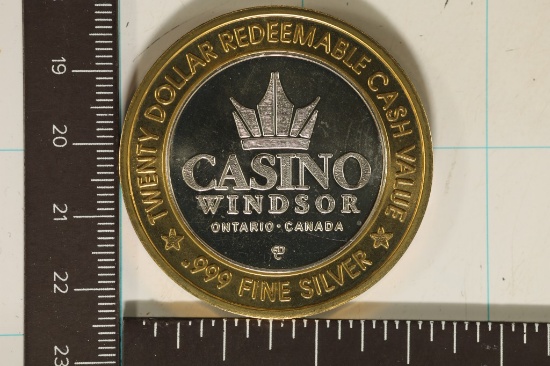 TWENTY DOLLAR REDEEMABLE CASH VALUE
CASINO
WINDSOR
ONTARIO · CANADA
.999 FINE SILVER
19
20
21
22
23